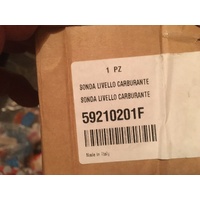 1 PZ
SONDA LIVELLO CARBURANTE
SONDA LIVELLO CARBURANTE
59210201F
Made in Italy